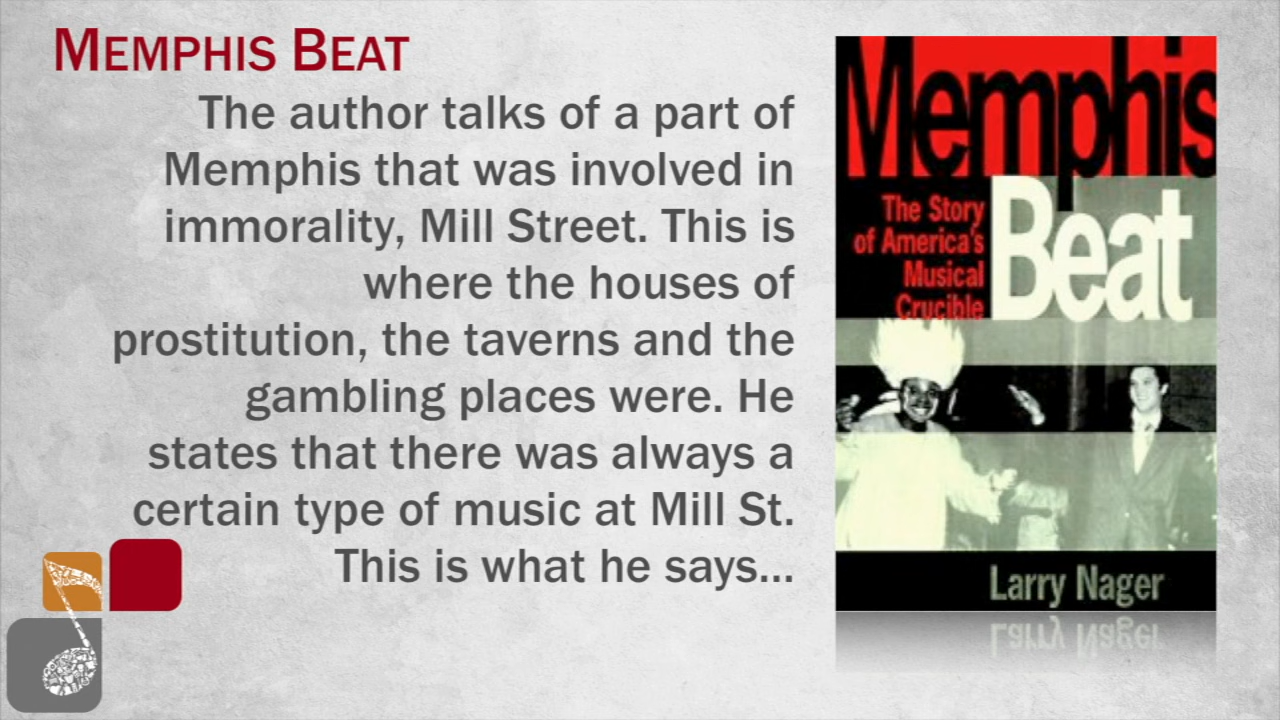 MEMPHIS BEAT
The author talks of a part of
Memphis that was involved in
immorality, Mill Street. This is
where the houses of
prostitution, the taverns and the
gambling places were. He
states that there was always a
certain type of music at Mill St.
This is what he says...
Memphis
Beat
The Story
of America's
Musical
Crucible
Larry Nager